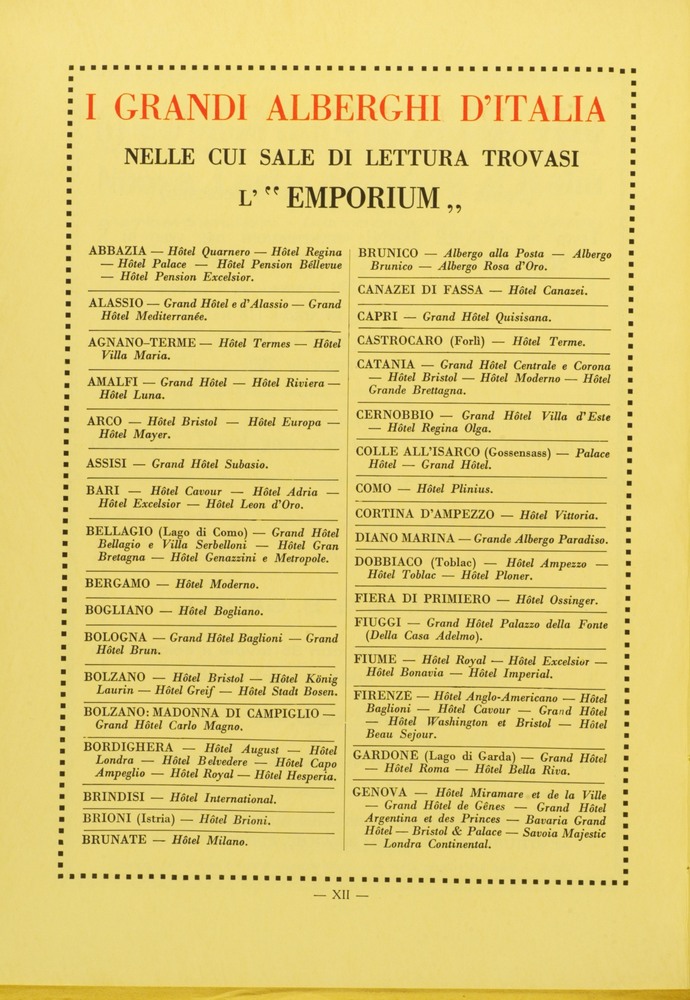 I GRANDI ALBERGHI D'ITALIA
NELLE CUI SALE DI LETTURA TROVASI
L' “ EMPORIUM „
ABBAZIA — Hôtel Quarnero — Hôtel Regina
— Hôtel Palace — Hôtel Pension Béllevue
— Hôtel Pension Excelsior.
ALASSIO — Grand Hôtel e d'Alassio — Grand
Hôtel Mediterranée.
AGNANO-TERME — Hôtel Termes — Hôtel
Villa Maria.
AMALFI — Grand Hôtel — Hôtel Riviera —
Hôtel Luna.
ARCO — Hôtel Bristol — Hôtel Europa —
Hôtel Mayer.
ASSISI — Grand Hôtel Subasio.
BARI — Hôtel Cavour — Hôtel Adria —
Hôtel Excelsior — Hôtel Leon d'Oro.
BELLAGIO (Lago di Como) — Grand Hôtel
Bellagio e Villa Serbelloni — Hôtel Gran
Bretagna — Hôtel Genazzini e Metropole.
BERGAMO — Hôtel Moderno.
BOGLIANO — Hôtel Bogliano.
BOLOGNA — Grand Hôtel Baglioni — Grand
Hôtel Brun.
BOLZANO — Hôtel Bristol — Hôtel König
Laurin — Hôtel Greif — Hôtel Stadt Bosen.
BOLZANO: MADONNA DI CAMPIGLIO —
Grand Hôtel Carlo Magno.
BORDIGHERA — Hôtel August — Hôtel
Londra — Hôtel Belvedere — Hôtel Capo
Ampeglio — Hôtel Royal — Hôtel Hesperia.
BRINDISI — Hôtel International.
BRIONI (Istria) — Hôtel Brioni.
BRUNATE — Hôtel Milano.
BRUNICO — Albergo alla Posta — Albergo
Brunico — Albergo Rosa d'Oro.
CANAZEI DI FASSA — Hôtel Canazei.
CAPRI — Grand Hôtel Quisisana.
CASTROCARO (Forlì) — Hôtel Terme.
CATANIA — Grand Hôtel Centrale e Corona
— Hôtel Bristol — Hôtel Moderno — Hôtel
Grande Brettagna.
CERNOBBIO — Grand Hôtel Villa d'Este
— Hôtel Regina Olga.
COLLE ALL'ISARCO (Gossensass) — Palace
Hôtel — Grand Hôtel.
COMO — Hôtel Plinius.
CORTINA D'AMPEZZO — Hôtel Vittoria.
DIANO MARINA — Grande Albergo Paradiso.
DOBBIACO (Toblac) — Hôtel Ampezzo —
Hôtel Toblac — Hôtel Ploner.
FIERA DI PRIMIERO — Hôtel Ossinger.
FIUGGI — Grand Hôtel Palazzo della Fonte
(Della Casa Adelmo).
FIUME — Hôtel Royal — Hôtel Excelsior —
Hôtel Bonavia — Hôtel Imperial.
FIRENZE — Hôtel Anglo-Americano — Hôtel
Baglioni — Hôtel Cavour — Grand Hôtel
— Hôtel Washington et Bristol — Hôtel
Beau Sejour.
GARDONE (Lago di Garda) — Grand Hôtel
— Hôtel Roma — Hôtel Bella Riva.
GENOVA — Hôtel Miramare et de la Ville
— Grand Hôtel de Gênes — Grand Hôtel
Argentina et des Princes — Bavaria Grand
Hôtel — Bristol & Palace — Savoia Majestic
— Londra Continental.
— XII —